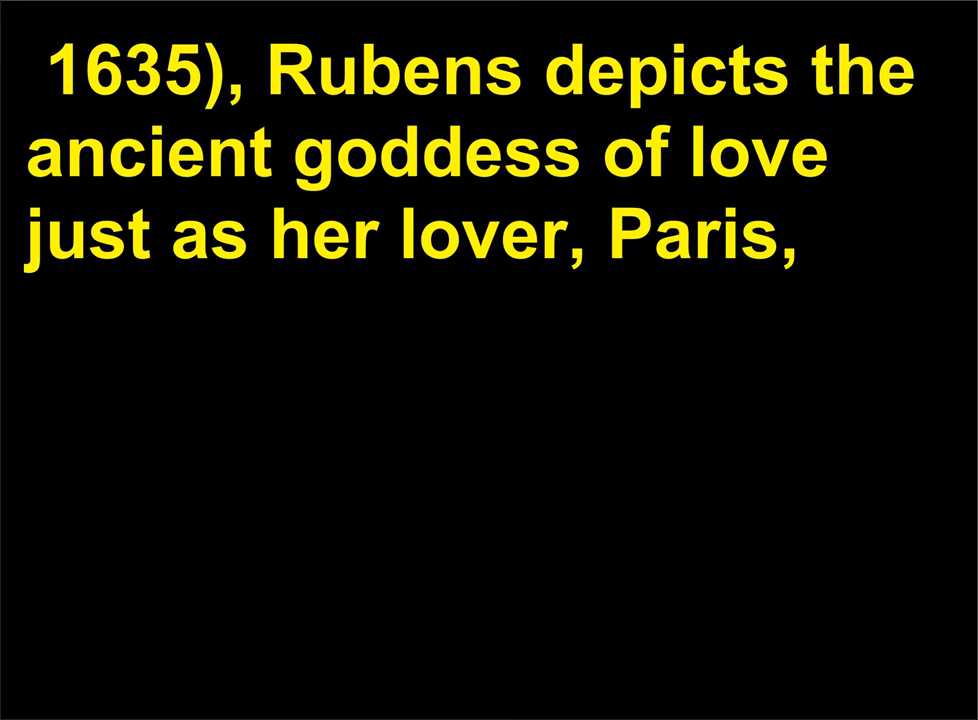 1635), Rubens depicts the
ancient goddess of love
just as her lover, Paris,